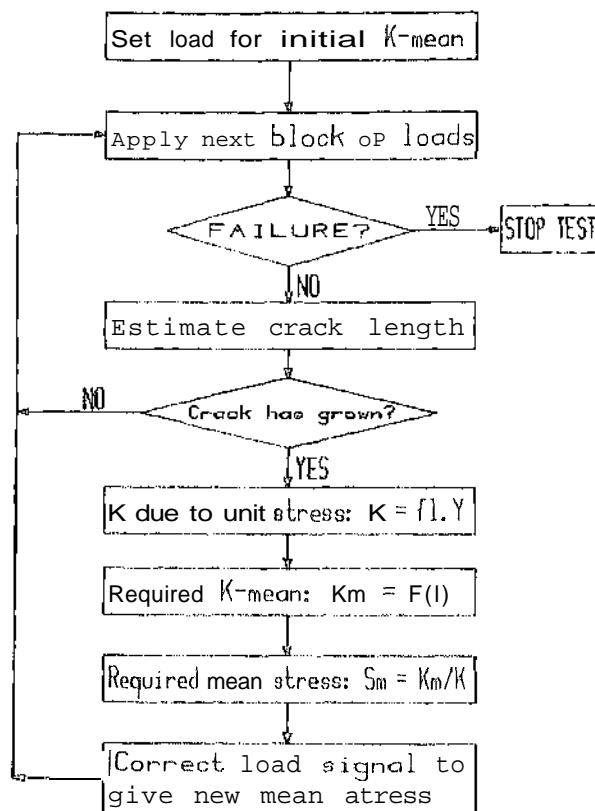 Set load for initial K-mean
Apply next block oP loads
FAILURE?
YES
STOP TEST
NO
Estimate crack length
Crack has grown?
NO
YES
K due to unit stress: K = Γl.Y
Required K-mean: Km = F(l)
Required mean stress: Sm = Km/K
Correct load signal to
give new mean atress